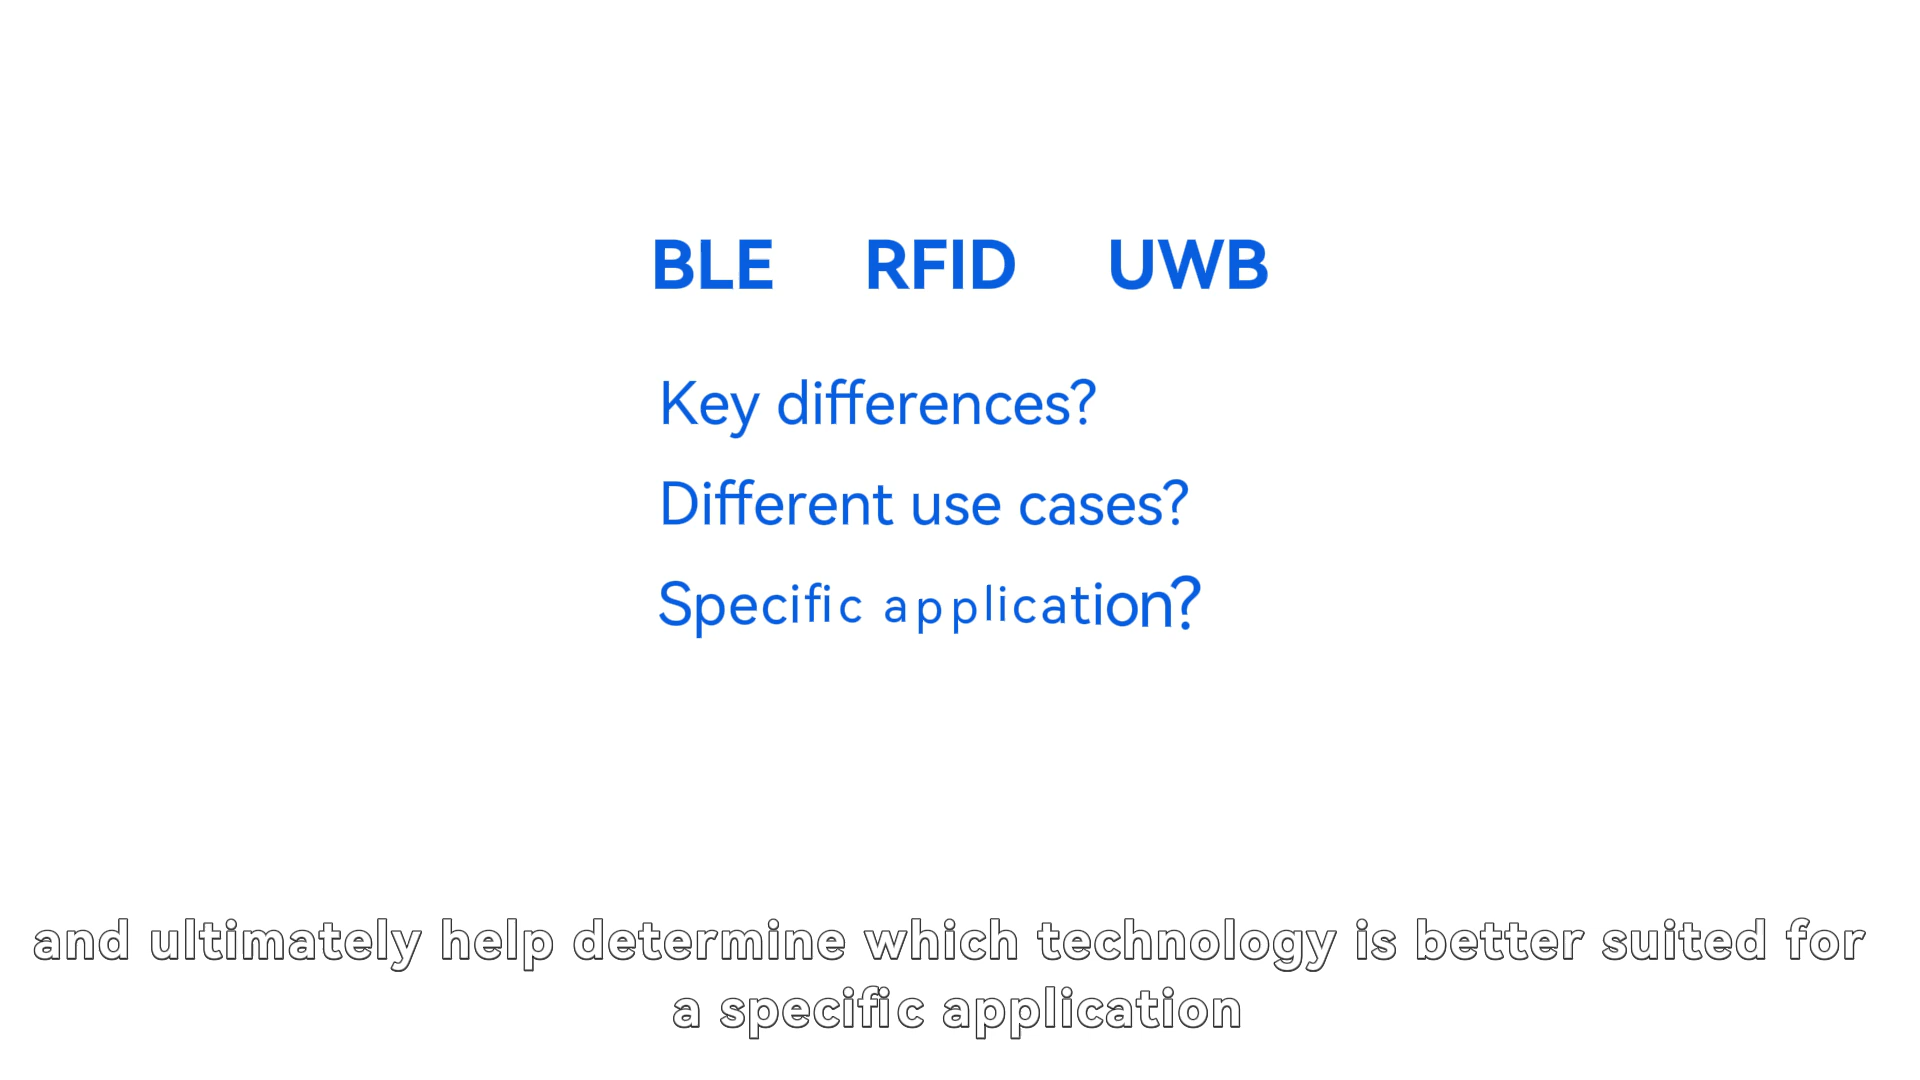 BLE RFID UWB
Key differences?
Different use cases?
Specific application?
and ultimately help determine which technology is better suited for
a specific application